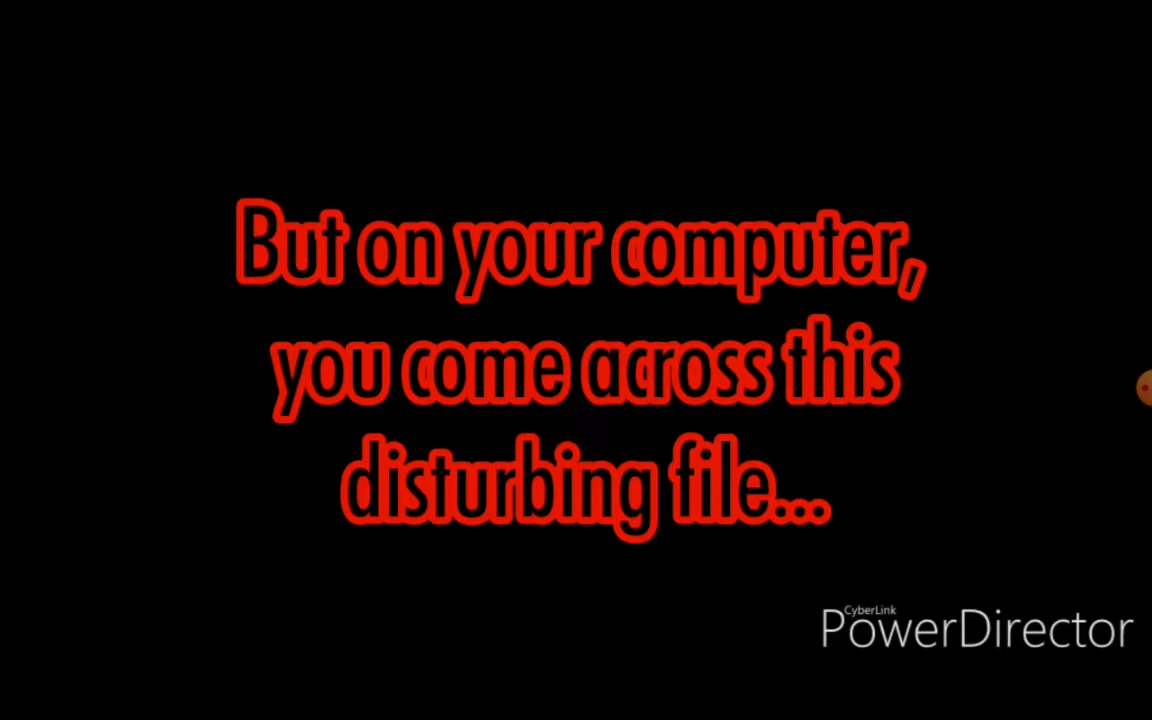 But on your computer,
you come across this
disturbing file...
CyberLink
PowerDirector